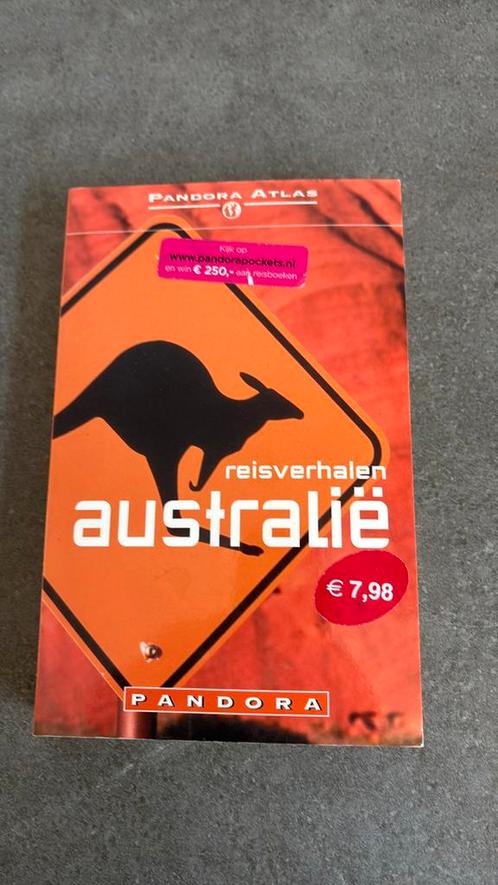 PANDORA ATLAS
Kijk op
www.pandorapockets.nl
en win € 250,- aan reisboeken
reisverhalen
australië
€ 7,98
PANDORA